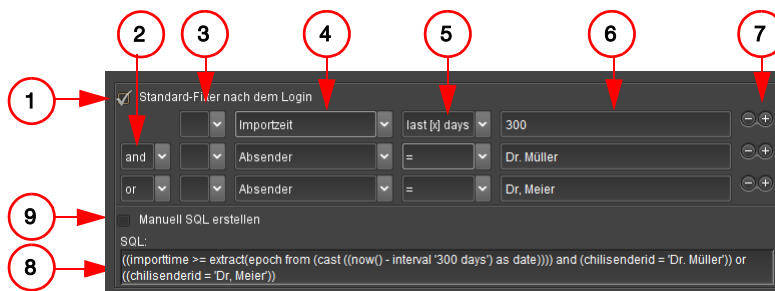 2 3 4 5 6 7
1 Standard-Filter nach dem Login
Importzeit last [x] days 300
and Absender = Dr. Müller
or Absender = Dr, Meier
9 Manuell SQL erstellen
SQL:
8 ((importtime >= extract(epoch from (cast ((now() - interval '300 days') as date)))) and (chilisenderid = 'Dr. Müller')) or
((chilisenderid = 'Dr, Meier'))